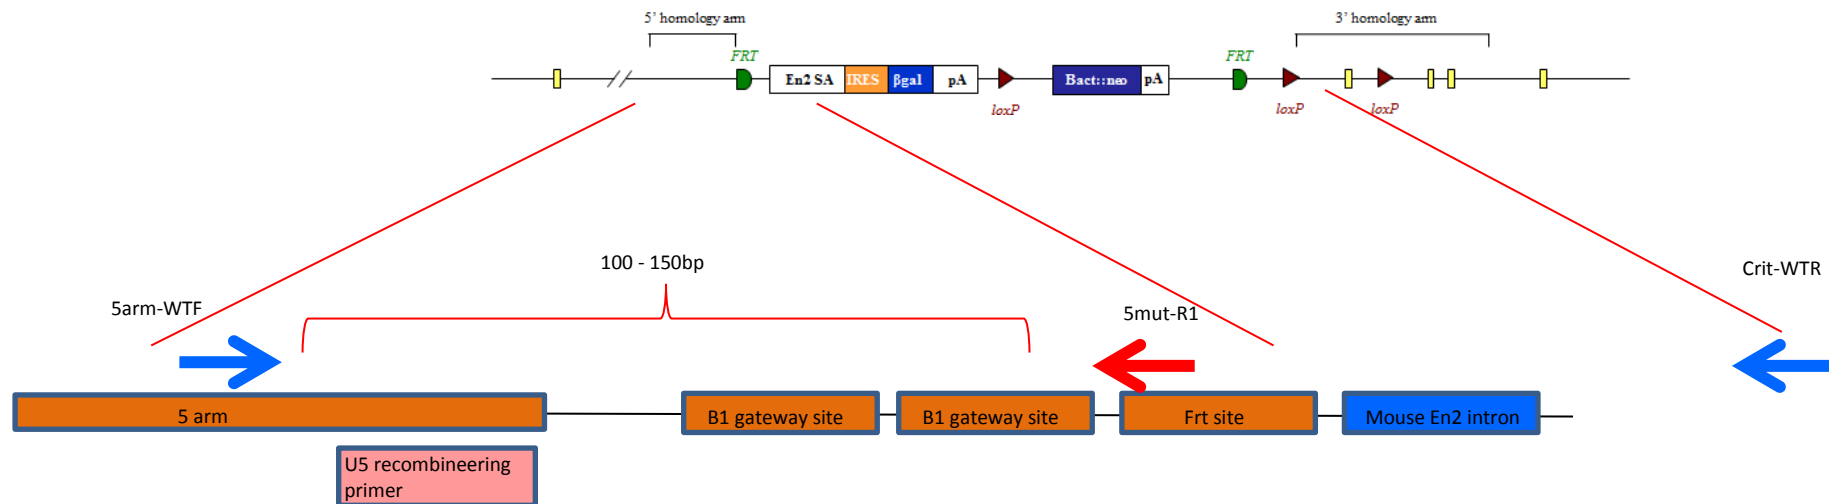 5' homology arm
3' homology arm
FRT
FRT
En2 SA
IRES
βgal
pA
Bact::neo
pA
loxP
loxP
loxP
100 - 150bp
Crit-WTR
5arm-WTF
5mut-R1
5 arm
B1 gateway site
B1 gateway site
Frt site
Mouse En2 intron
U5 recombineering
primer